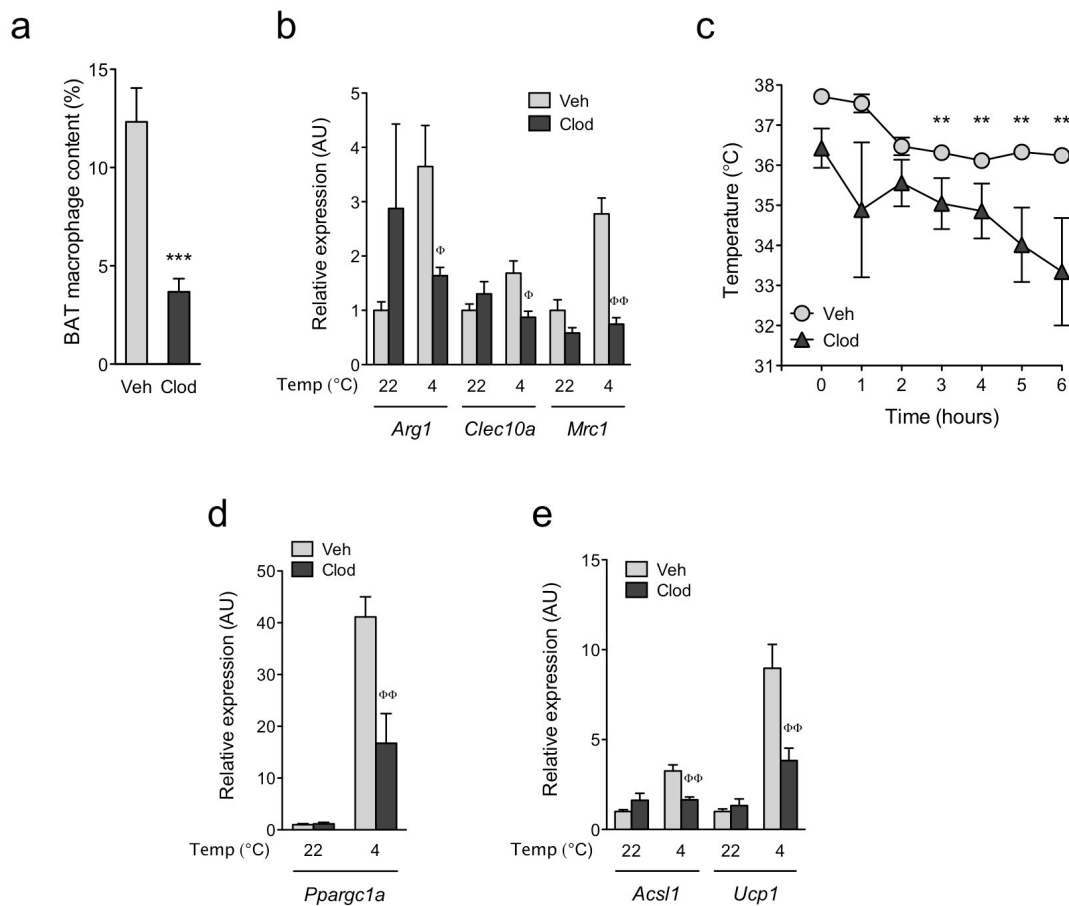 a
BAT macrophage content (%)
15
10
5
0
***
Veh Clod
b
Relative expression (AU)
5
4
3
2
1
0
Veh
Clod
Φ
Φ
ΦΦ
Temp (°C) 22 4 22 4 22 4
Arg1 Clec10a Mrc1
c
Temperature (°C)
38
37
36
35
34
33
32
31
** ** ** **
Veh
Clod
0 1 2 3 4 5 6
Time (hours)
d
Veh
Clod
Relative expression (AU)
50
40
30
20
10
0
ΦΦ
Temp (°C) 22 4
Ppargc1a
e
Veh
Clod
Relative expression (AU)
15
10
5
0
ΦΦ
ΦΦ
Temp (°C) 22 4 22 4
Acsl1 Ucp1